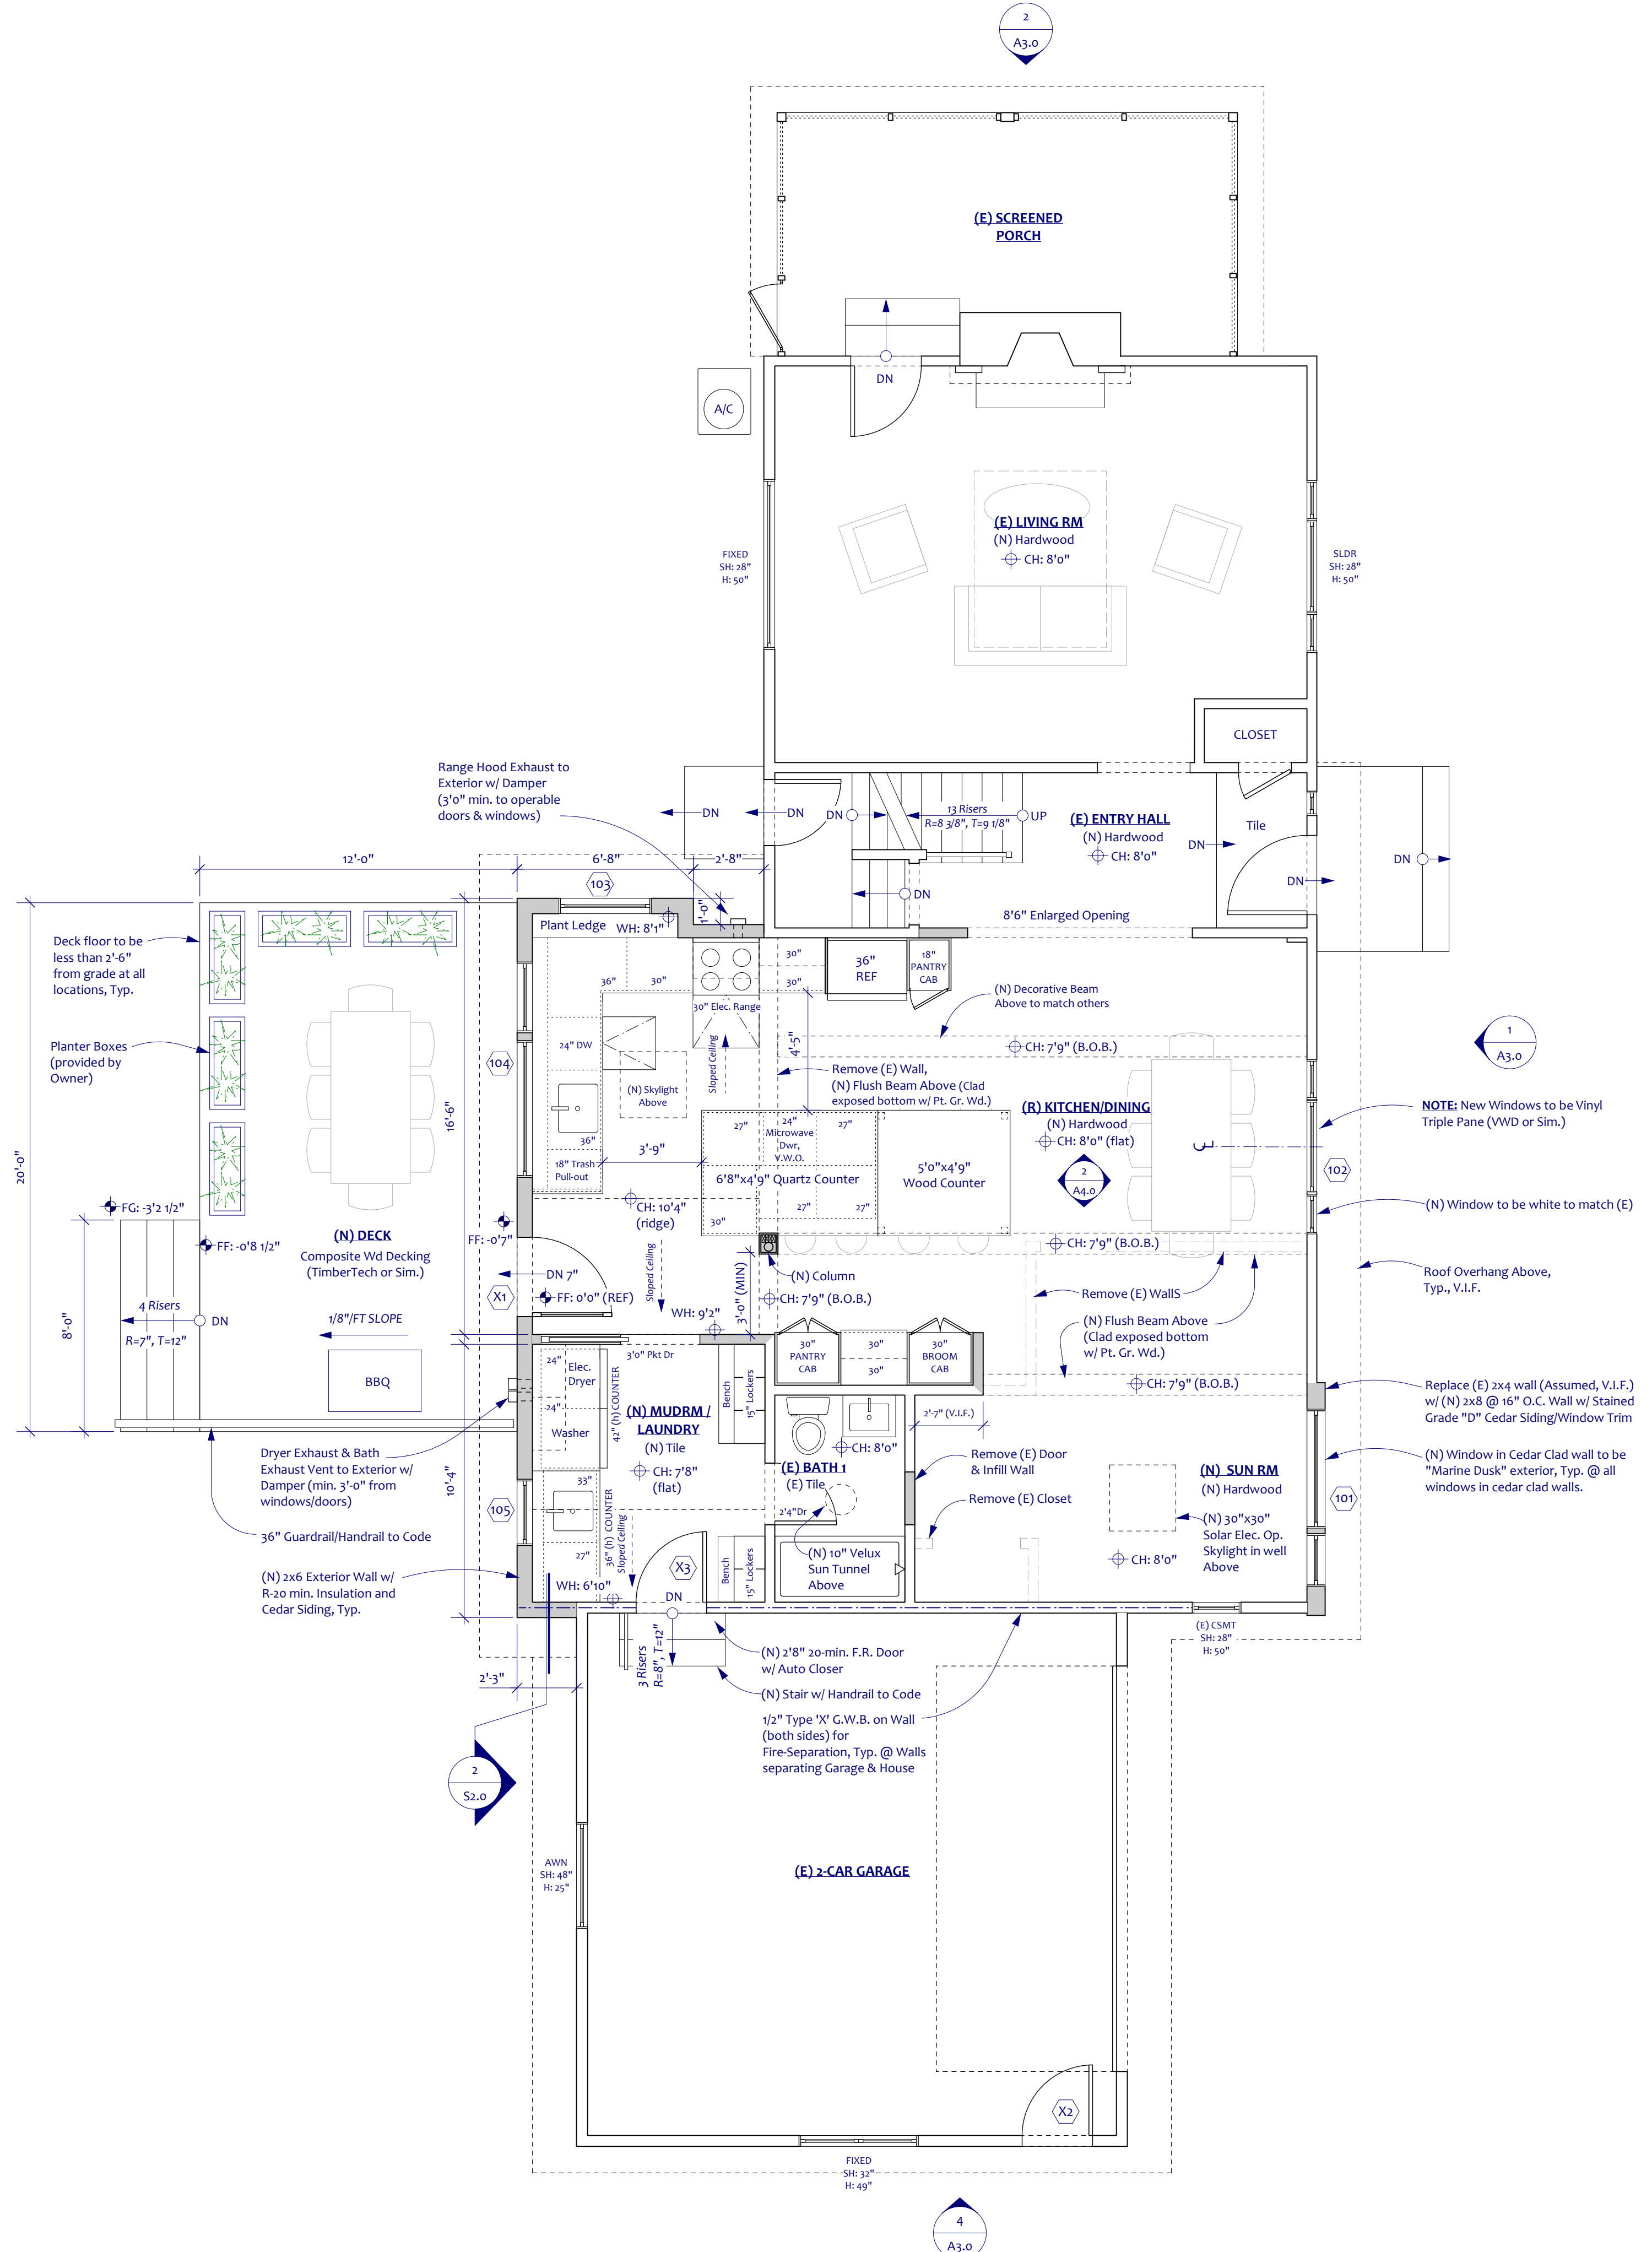 2
A3.0
(E) SCREENED
PORCH
DN
A/C
(E) LIVING RM
(N) Hardwood
CH: 8'0"
FIXED
SH: 28"
H: 50"
SLDR
SH: 28"
H: 50"
CLOSET
Range Hood Exhaust to
Exterior w/ Damper
(3'0" min. to operable
doors & windows)
DN
DN
DN
13 Risers
R=8 3/8", T=9 1/8"
UP
(E) ENTRY HALL
(N) Hardwood
CH: 8'0"
Tile
DN
DN
DN
DN
12'-0"
6'-8"
2'-8"
103
1'-0"
8'6" Enlarged Opening
Plant Ledge
WH: 8'1"
Deck floor to be
less than 2'-6"
from grade at all
locations, Typ.
36"
30"
30"
30"
36"
REF
18"
PANTRY
CAB
30" Elec. Range
(N) Decorative Beam
Above to match others
1
A3.0
Planter Boxes
(provided by
Owner)
104
24" DW
Sloped Ceiling
4'-5"
CH: 7'9" (B.O.B.)
(N) Skylight
Above
Remove (E) Wall,
(N) Flush Beam Above (Clad
exposed bottom w/ Pt. Gr. Wd.)
16'-6"
20'-0"
(R) KITCHEN/DINING
(N) Hardwood
CH: 8'0" (flat)
NOTE: New Windows to be Vinyl
Triple Pane (VWD or Sim.)
27"
24"
Microwave
Dwr,
V.W.O.
27"
36"
3'-9"
18" Trash
Pull-out
6'8"x4'9" Quartz Counter
5'0"x4'9"
Wood Counter
CL
102
2
A4.0
27"
27"
30"
FG: -3'2 1/2"
CH: 10'4"
(ridge)
(N) Window to be white to match (E)
(N) DECK
Composite Wd Decking
(TimberTech or Sim.)
FF: -0'8 1/2"
FF: -0'7"
CH: 7'9" (B.O.B.)
DN 7"
Sloped Ceiling
(N) Column
Roof Overhang Above,
Typ., V.I.F.
X1
FF: 0'0" (REF)
CH: 7'9" (B.O.B.)
Remove (E) WallS
4 Risers
R=7", T=12"
DN
1/8"/FT SLOPE
8'-0"
WH: 9'2"
3'-0" (MIN)
(N) Flush Beam Above
(Clad exposed bottom
w/ Pt. Gr. Wd.)
30"
PANTRY
CAB
30"
30"
30"
BROOM
CAB
24"
Elec.
Dryer
3'0" Pkt Dr
BBQ
CH: 7'9" (B.O.B.)
Replace (E) 2x4 wall (Assumed, V.I.F.)
w/ (N) 2x8 @ 16" O.C. Wall w/ Stained
Grade "D" Cedar Siding/Window Trim
24"
Washer
42" (h) COUNTER
(N) MUDRM /
LAUNDRY
(N) Tile
CH: 7'8"
(flat)
Bench
15" Lockers
2'-7" (V.I.F.)
CH: 8'0"
(E) BATH 1
(E) Tile
2'4"Dr
Dryer Exhaust & Bath
Exhaust Vent to Exterior w/
Damper (min. 3'-0" from
windows/doors)
Remove (E) Door
& Infill Wall
Remove (E) Closet
(N) SUN RM
(N) Hardwood
(N) Window in Cedar Clad wall to be
"Marine Dusk" exterior, Typ. @ all
windows in cedar clad walls.
101
10'-4"
105
33"
36" (h) COUNTER
Sloped Ceiling
27"
(N) 30"x30"
Solar Elec. Op.
Skylight in well
Above
36" Guardrail/Handrail to Code
X3
(N) 10" Velux
Sun Tunnel
Above
CH: 8'0"
(N) 2x6 Exterior Wall w/
R-20 min. Insulation and
Cedar Siding, Typ.
WH: 6'10"
DN
Bench
15" Lockers
(E) CSMT
SH: 28"
H: 50"
3 Risers
R=8", T=12"
(N) 2'8" 20-min. F.R. Door
w/ Auto Closer
2'-3"
(N) Stair w/ Handrail to Code
1/2" Type 'X' G.W.B. on Wall
(both sides) for
Fire-Separation, Typ. @ Walls
separating Garage & House
2
S2.0
AWN
SH: 48"
H: 25"
(E) 2-CAR GARAGE
X2
FIXED
SH: 32"
H: 49"
4
A3.0